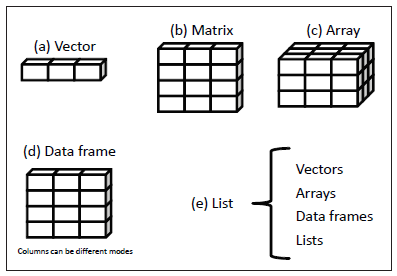 (a) Vector
(b) Matrix
(c) Array
(d) Data frame
Columns can be different modes
(e) List
Vectors
Arrays
Data frames
Lists